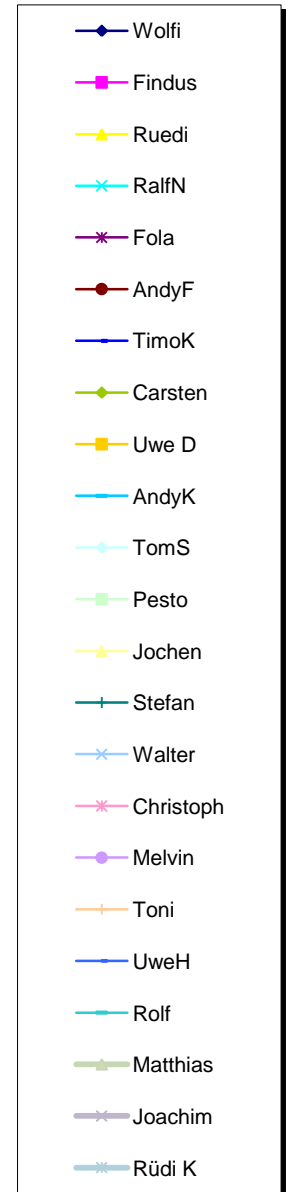 Wolfi
Findus
Ruedi
RalfN
Fola
AndyF
TimoK
Carsten
Uwe D
AndyK
TomS
Pesto
Jochen
Stefan
Walter
Christoph
Melvin
Toni
UweH
Rolf
Matthias
Joachim
Rüdi K